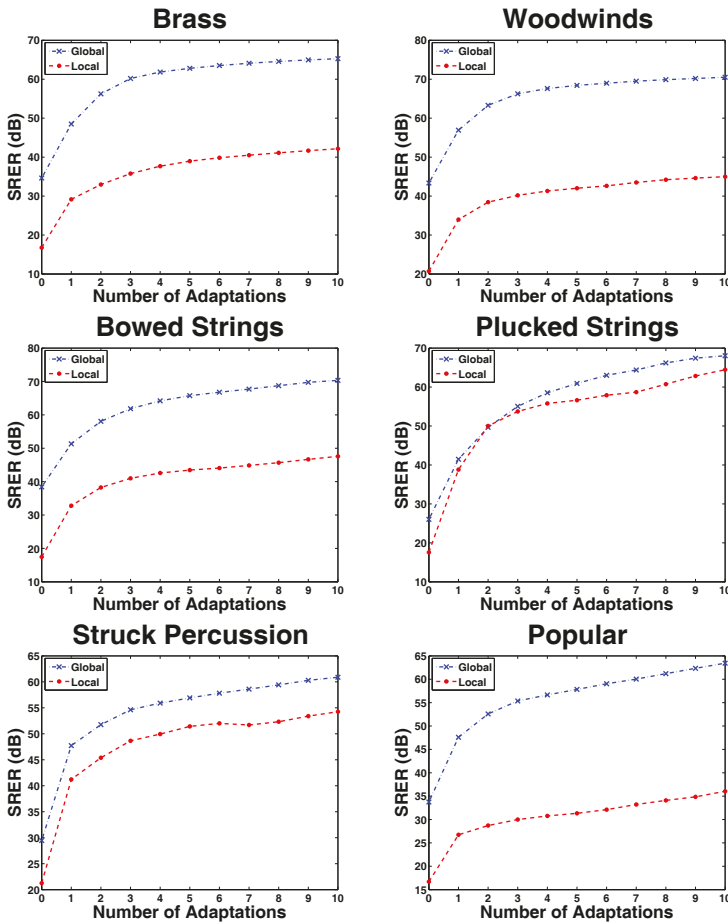 Brass
70
60
50
40
30
20
10
SRER (dB)
Global
Local
0 1 2 3 4 5 6 7 8 9 10
Number of Adaptations
Woodwinds
80
70
60
50
40
30
20
SRER (dB)
Global
Local
0 1 2 3 4 5 6 7 8 9 10
Number of Adaptations
Bowed Strings
80
70
60
50
40
30
20
10
SRER (dB)
Global
Local
0 1 2 3 4 5 6 7 8 9 10
Number of Adaptations
Plucked Strings
70
60
50
40
30
20
10
SRER (dB)
Global
Local
0 1 2 3 4 5 6 7 8 9 10
Number of Adaptations
Struck Percussion
65
60
55
50
45
40
35
30
25
20
SRER (dB)
Global
Local
0 1 2 3 4 5 6 7 8 9 10
Number of Adaptations
Popular
65
60
55
50
45
40
35
30
25
20
15
SRER (dB)
Global
Local
0 1 2 3 4 5 6 7 8 9 10
Number of Adaptations